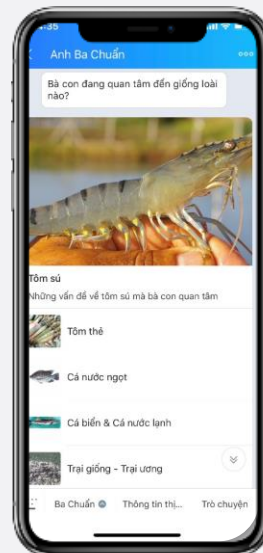 :35
Anh Ba Chuẩn
Bà con đang quan tâm đến giống loài
nào?
Tôm sú
Những vấn đề về tôm sú mà bà con quan tâm
Tôm thẻ
Cá nước ngọt
Cá biển & Cá nước lạnh
Trại giống - Trại ương
Ba Chuẩn
Thông tin thị...
Trò chuyện